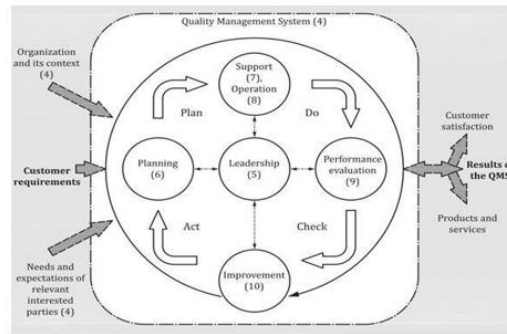 Quality Management System (4)
Organization
and its context
(4)
Support
(7),
Operation
(8)
Plan
Do
Customer
satisfaction
Customer
requirements
Planning
(6)
Leadership
(5)
Performance
evaluation
(9)
Results
the QMS
Act
Check
Products and
services
Needs and
expectations of
relevant
interested
parties (4)
Improvement
(10)